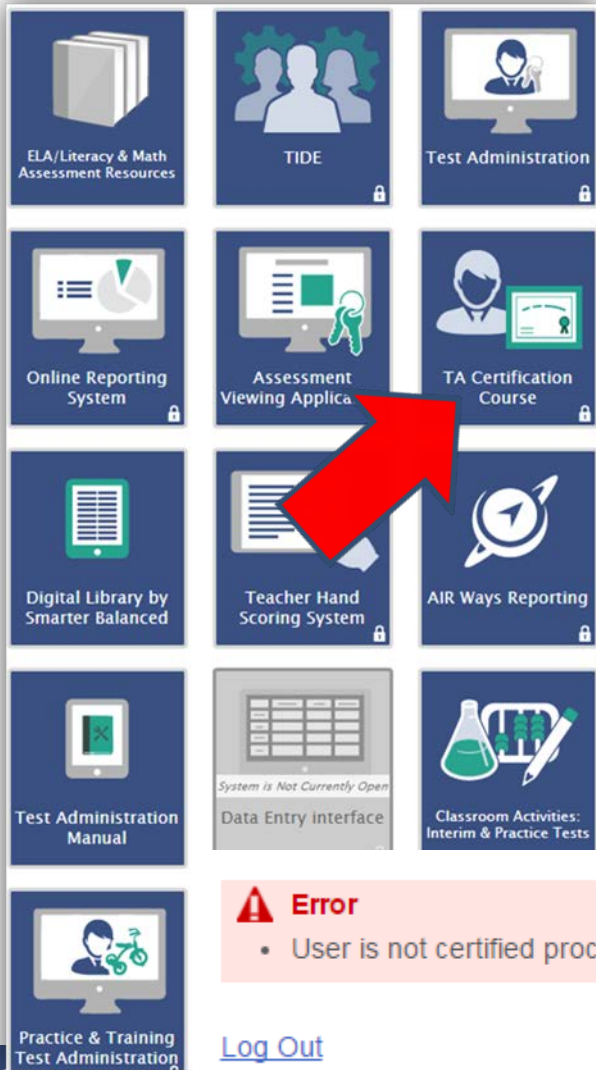 ELA/Literacy & Math
Assessment Resources
TIDE
Test Administration
Online Reporting
System
Assessment
Viewing
TA Certification
Course
Digital Library by
Smarter Balanced
Teacher Hand
Scoring System
AIR Ways Reporting
Test Administration
Manual
System is Not Currently Open
Data Entry interface
Classroom Activities:
Interim & Practice Tests
Practice & Training
Test Administration
Error
• User is not certified
Log Out